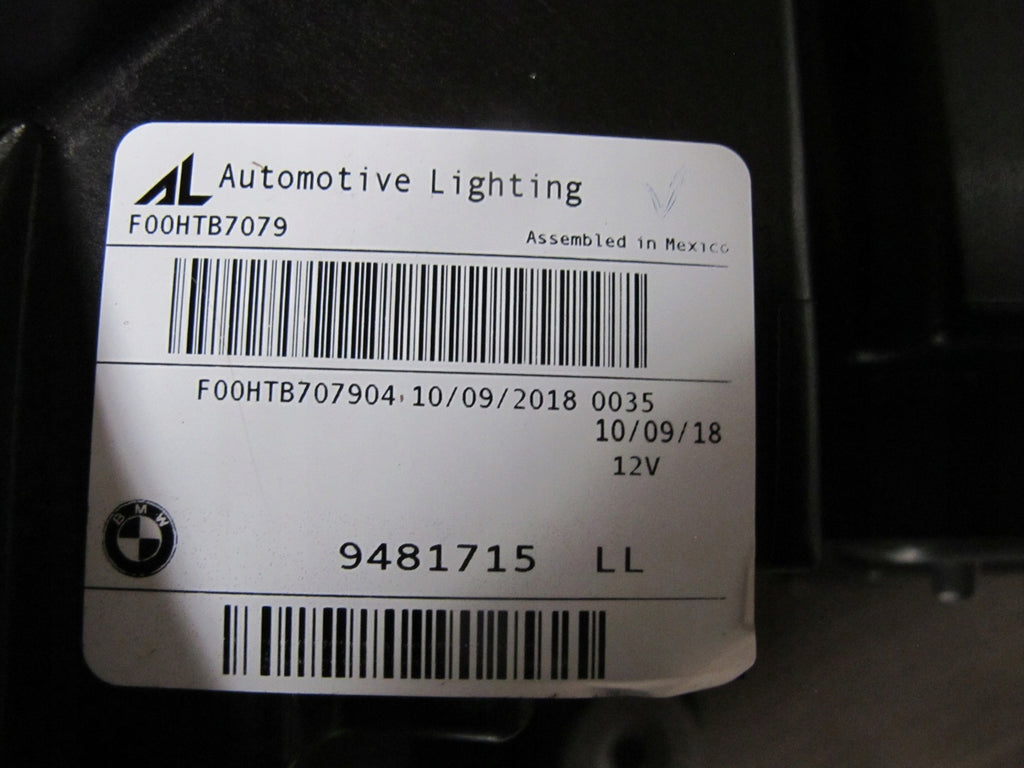 AL Automotive Lighting
F00HTB7079
Assembled in Mexico
F00HTB707904 10/09/2018 0035
10/09/18
12V
BMW
9481715 LL